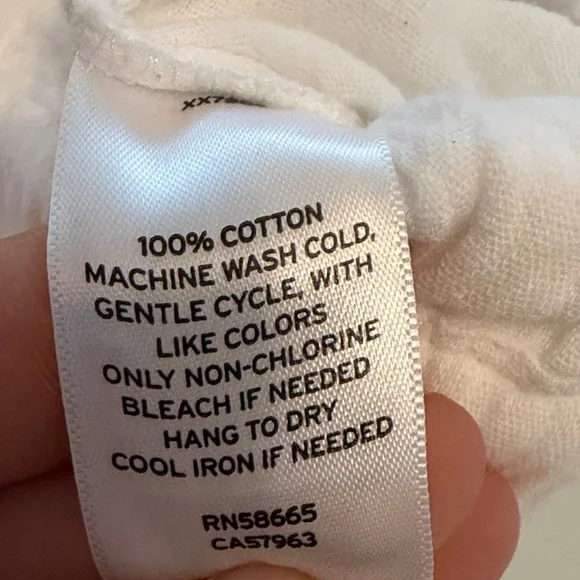 100% COTTON
MACHINE WASH COLD,
GENTLE CYCLE, WITH
LIKE COLORS
ONLY NON-CHLORINE
BLEACH IF NEEDED
HANG TO DRY
COOL IRON IF NEEDED
RN58665
CA57963